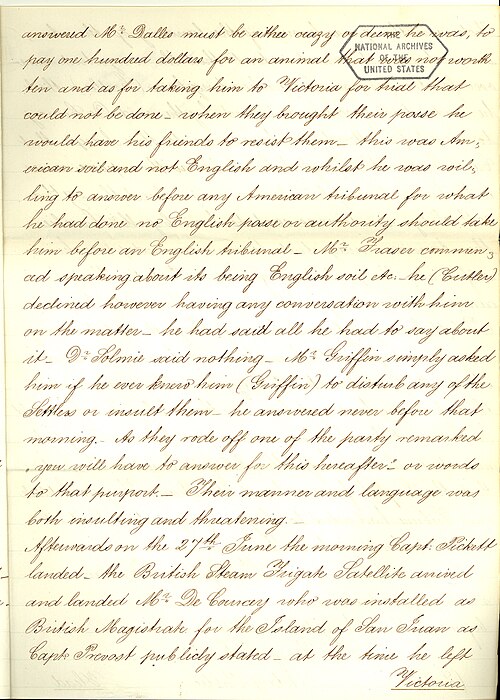 answered Mr. Dalles must be either crazy or deem he was, to
THE
NATIONAL ARCHIVES
OF THE
UNITED STATES
pay one hundred dollars for an animal that was not worth
ten and as for taking him to Victoria for trial that
could not be done — when they brought their posse he
would have his friends to resist them — this was Am-
erican soil and not English and whilst he was wil-
ling to answer before any American tribunal for what
he had done no English posse or authority should take
him before an English tribunal — Mr. Fraser commen-
ced speaking about its being English soil &c. — he (Cutler)
declined however having any conversation with him
on the matter — he had said all he had to say about
it — Dr. Tolmie said nothing — Mr. Griffin simply asked
him if he ever knew him (Griffin) to disturb any of the
Settlers or insult them — he answered never before that
morning. — As they rode off one of the party remarked
"you will have to answer for this hereafter" — or words
to that purport — Their manner and language was
both insulting and threatening.
Afterwards on the 27th June the morning Capt. Pickett
landed — the British Steam Frigate Satellite arrived
and landed Mr. De Courcey who was installed as
British Magistrate for the Island of San Juan as
Capt. Prevost publicly stated — at the time he left
Victoria